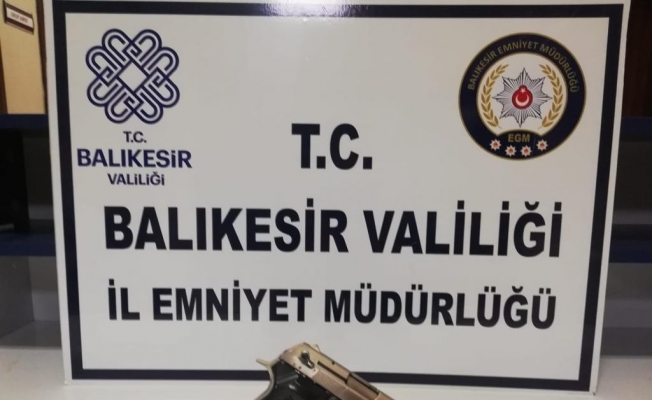 T.C.
BALIKESİR
VALİLİĞİ
BALIKESİR EMNİYET MÜDÜRLÜĞÜ
EGM
T.C.
BALIKESİR VALİLİĞİ
İL EMNİYET MÜDÜRLÜĞÜ